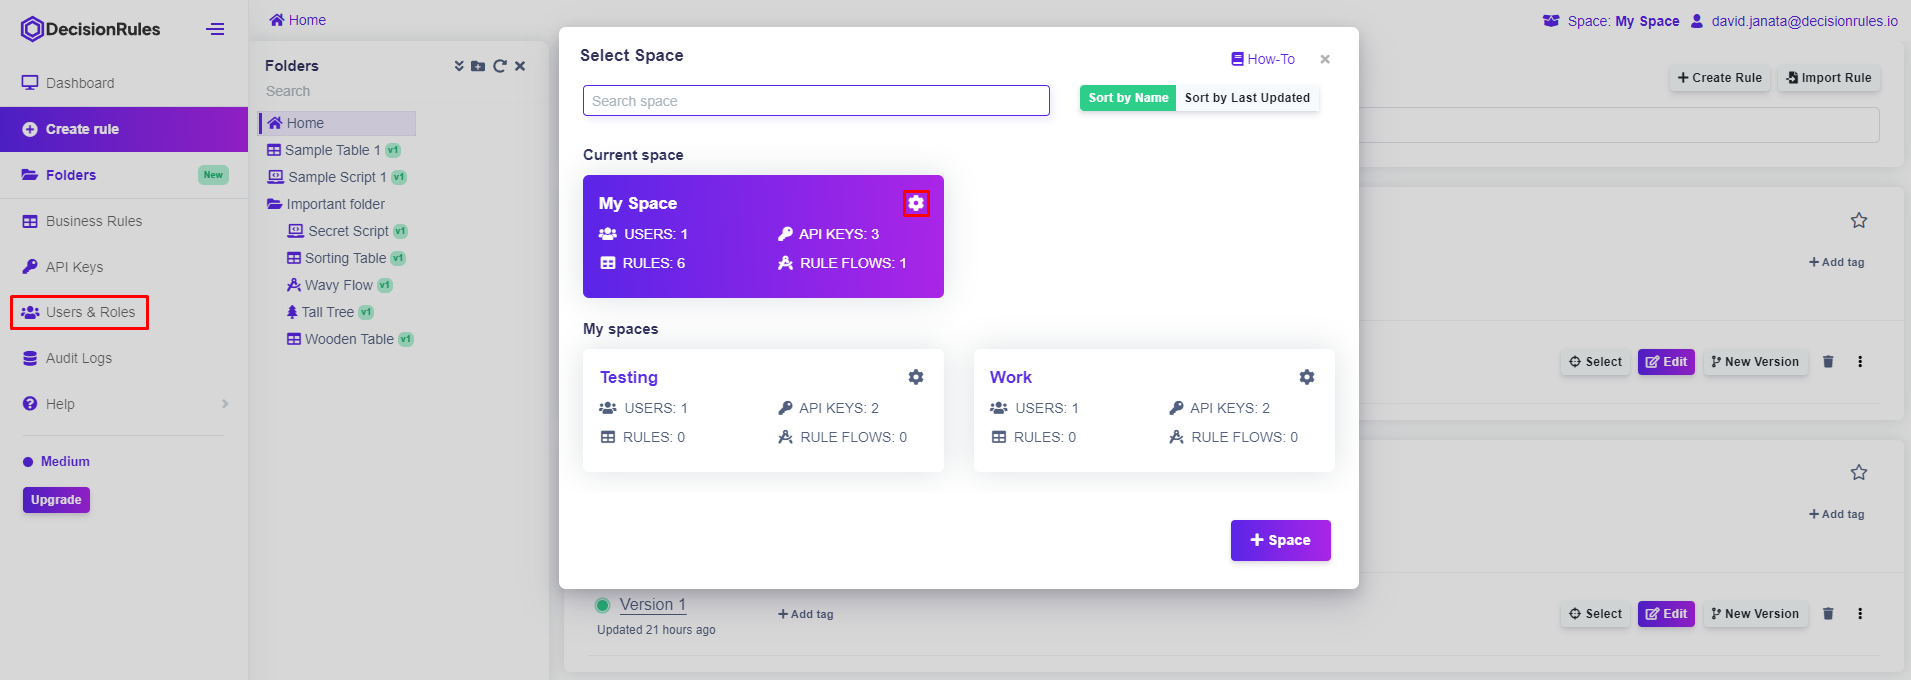 DecisionRules
Dashboard
Create rule
Folders New
Business Rules
API Keys
Users & Roles
Audit Logs
Help
Medium
Upgrade
Home
Space: My Space david.janata@decisionrules.io
Folders
Search
Home
Sample Table 1 v1
Sample Script 1 v1
Important folder
Secret Script v1
Sorting Table v1
Wavy Flow v1
Tall Tree v1
Wooden Table v1
Select Space
How-To ×
Search space
Sort by Name Sort by Last Updated
Current space
My Space
USERS: 1 API KEYS: 3
RULES: 6 RULE FLOWS: 1
My spaces
Testing
USERS: 1 API KEYS: 2
RULES: 0 RULE FLOWS: 0
Work
USERS: 1 API KEYS: 2
RULES: 0 RULE FLOWS: 0
+ Space
+ Create Rule Import Rule
+ Add tag
Select Edit New Version
+ Add tag
Version 1
Updated 21 hours ago
+ Add tag
Select Edit New Version